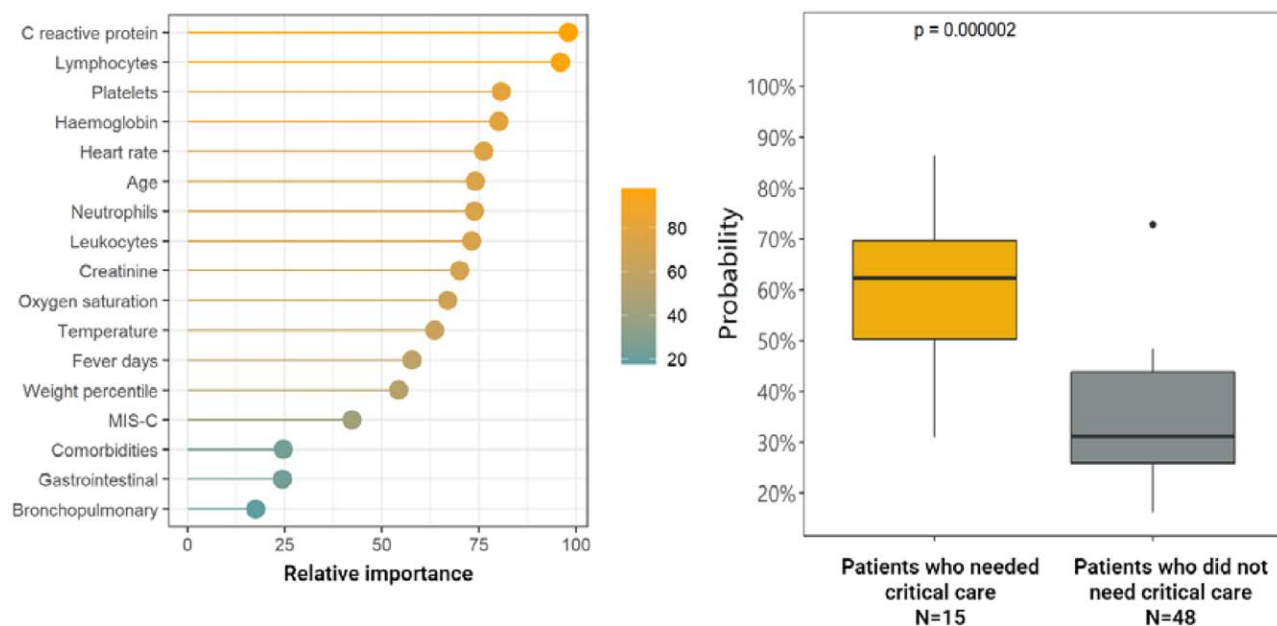 C reactive protein
Lymphocytes
Platelets
Haemoglobin
Heart rate
Age
Neutrophils
Leukocytes
Creatinine
Oxygen saturation
Temperature
Fever days
Weight percentile
MIS-C
Comorbidities
Gastrointestinal
Bronchopulmonary
0 25 50 75 100
Relative importance
80
60
40
20
p = 0.000002
100%
90%
80%
70%
60%
50%
40%
30%
20%
Probability
Patients who needed
critical care
N=15
Patients who did not
need critical care
N=48